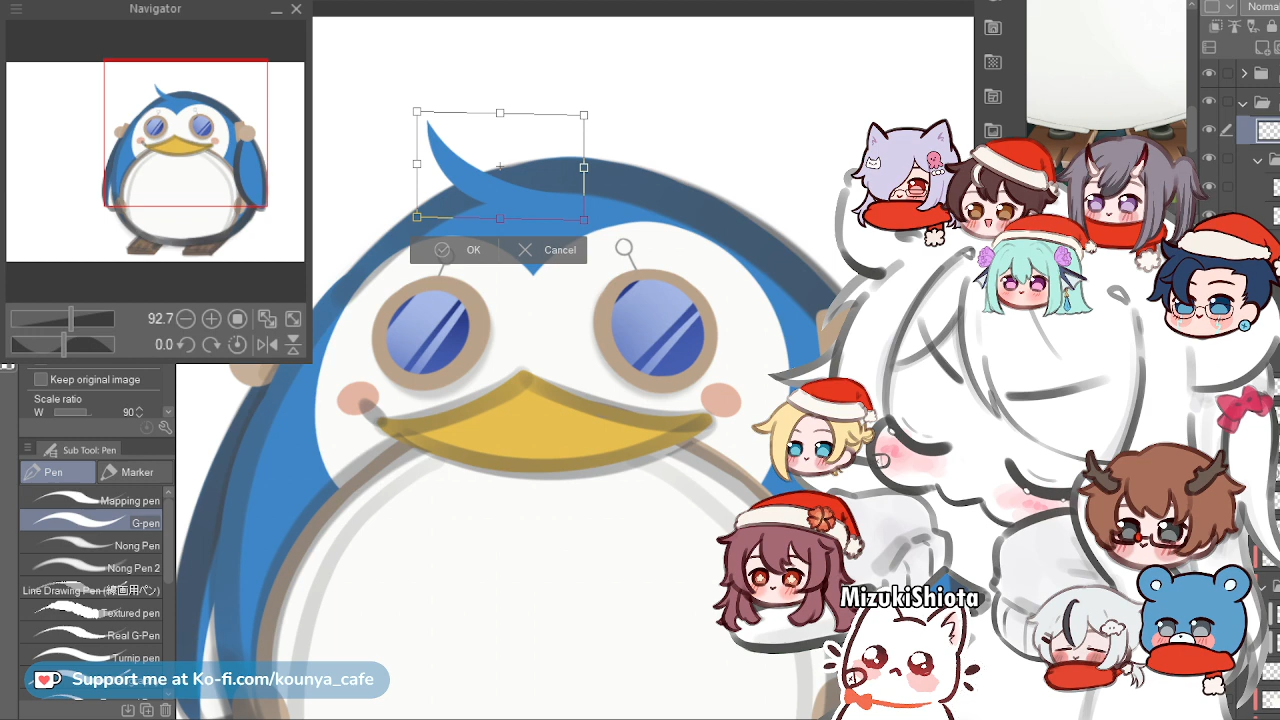 Navigator
Normal
92.7
0.0
OK
Cancel
Keep original image
Scale ratio
W
90
Sub Tool: Pen
Pen
Marker
Mapping pen
G-pen
Nong Pen
Nong Pen 2
Line Drawing Pen (線画用ペン)
Textured pen
Real G-Pen
Turnip pen
Support me at Ko-fi.com/kounya_cafe
MizukiShiota